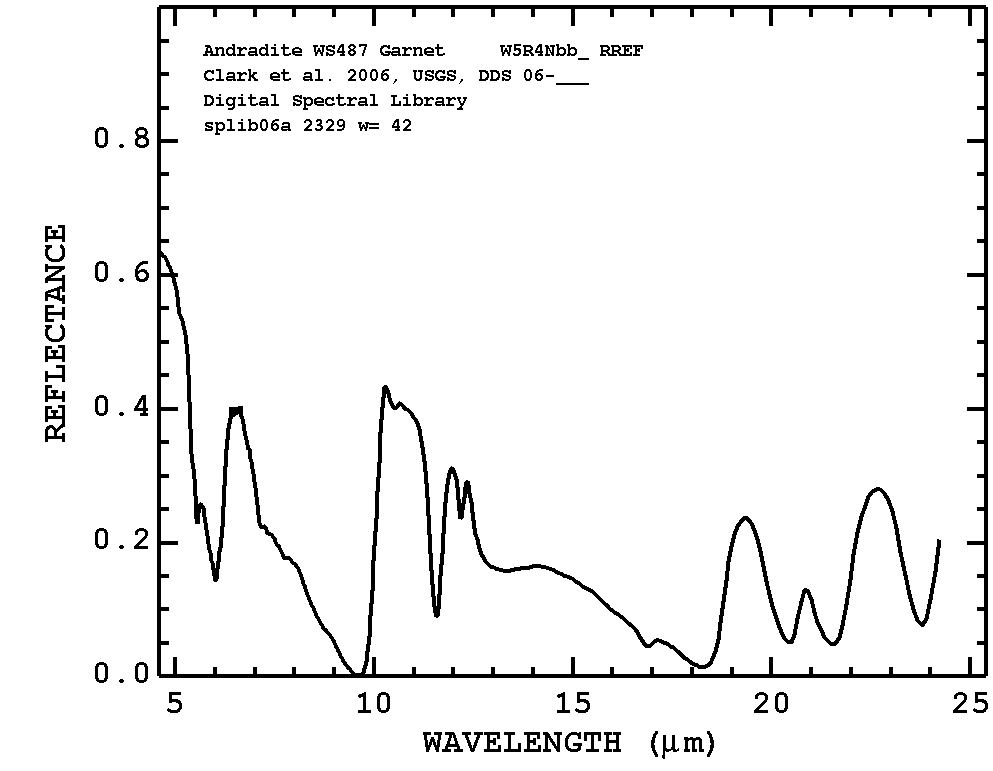 Andradite WS487 Garnet W5R4Nbb_ RREF
Clark et al. 2006, USGS, DDS 06-___
Digital Spectral Library
splib06a 2329 w= 42
0.8
0.6
0.4
0.2
0.0
REFLECTANCE
5 10 15 20 25
WAVELENGTH (μm)